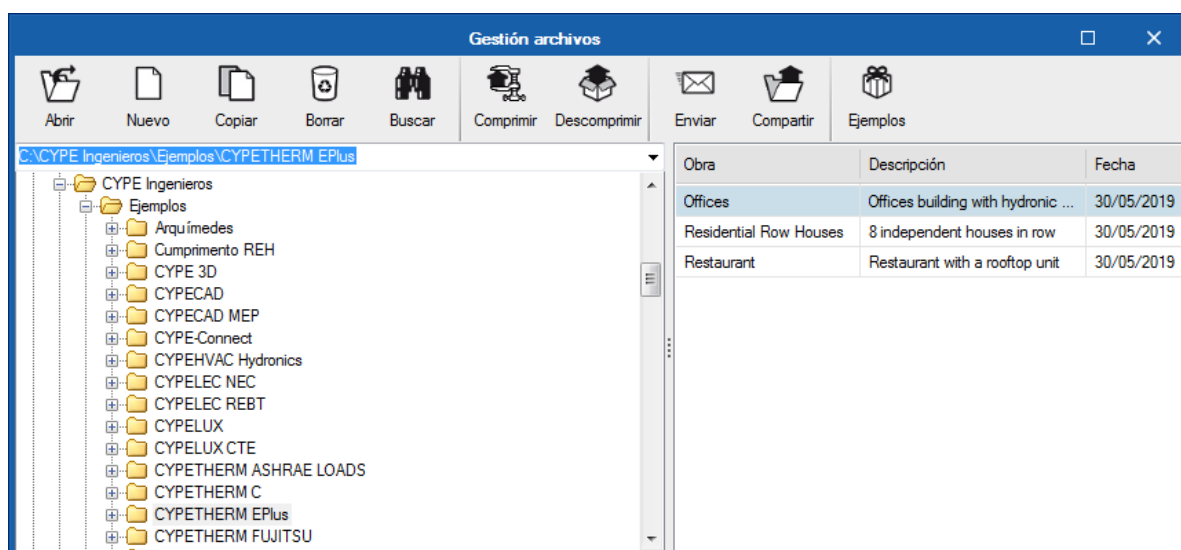 Gestión archivos
Abrir Nuevo Copiar Borrar Buscar Comprimir Descomprimir Enviar Compartir Ejemplos
C:\CYPE Ingenieros\Ejemplos\CYPETHERM EPlus
CYPE Ingenieros
Ejemplos
Arquímedes
Cumprimento REH
CYPE 3D
CYPECAD
CYPECAD MEP
CYPE-Connect
CYPEHVAC Hydronics
CYPELEC NEC
CYPELEC REBT
CYPELUX
CYPELUX CTE
CYPETHERM ASHRAE LOADS
CYPETHERM C
CYPETHERM EPlus
CYPETHERM FUJITSU
Obra Descripción Fecha
Offices Offices building with hydronic ... 30/05/2019
Residential Row Houses 8 independent houses in row 30/05/2019
Restaurant Restaurant with a rooftop unit 30/05/2019